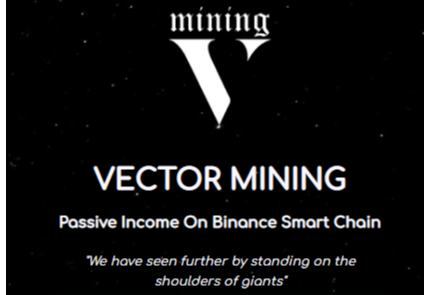 mining
V
VECTOR MINING
Passive Income On Binance Smart Chain
"We have seen further by standing on the
shoulders of giants"